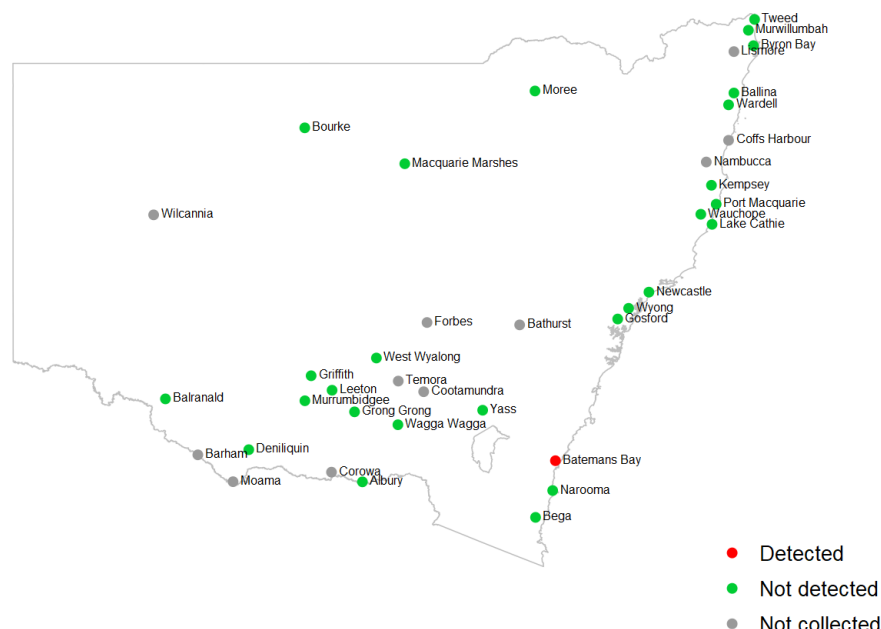 Tweed
Murwillumbah
Byron Bay
Lismore
Moree
Ballina
Wardell
Bourke
Coffs Harbour
Macquarie Marshes
Nambucca
Kempsey
Port Macquarie
Wilcannia
Wauchope
Lake Cathie
Newcastle
Wyong
Gosford
Forbes
Bathurst
West Wyalong
Griffith
Temora
Leeton
Cootamundra
Balranald
Murrumbidgee
Grong Grong
Yass
Wagga Wagga
Deniliquin
Barham
Batemans Bay
Corowa
Moama
Albury
Narooma
Bega
Detected
Not detected
Not collected